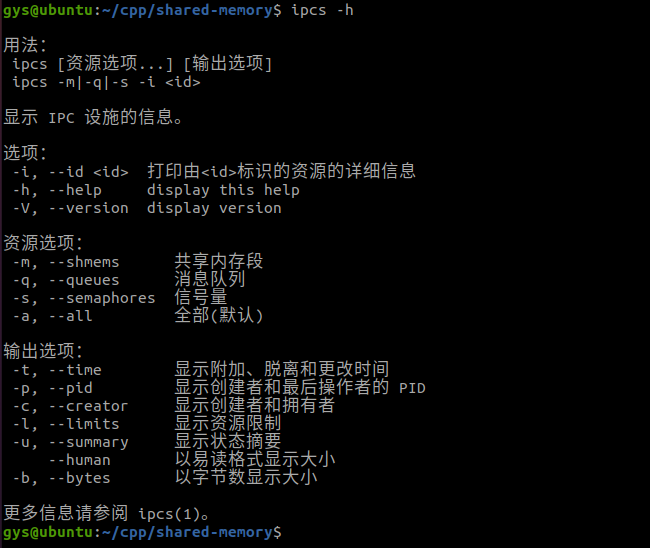 gys@ubuntu:~/cpp/shared-memory$ ipcs -h
用法：
 ipcs [资源选项...] [输出选项]
 ipcs -m|-q|-s -i <id>
显示 IPC 设施的信息。
选项：
 -i, --id <id>  打印由<id>标识的资源的详细信息
 -h, --help     display this help
 -V, --version  display version
资源选项：
 -m, --shmems      共享内存段
 -q, --queues      消息队列
 -s, --semaphores  信号量
 -a, --all         全部(默认)
输出选项：
 -t, --time        显示附加、脱离和更改时间
 -p, --pid         显示创建者和最后操作者的 PID
 -c, --creator     显示创建者和拥有者
 -l, --limits      显示资源限制
 -u, --summary     显示状态摘要
     --human       以易读格式显示大小
 -b, --bytes       以字节数显示大小
更多信息请参阅 ipcs(1)。
gys@ubuntu:~/cpp/shared-memory$